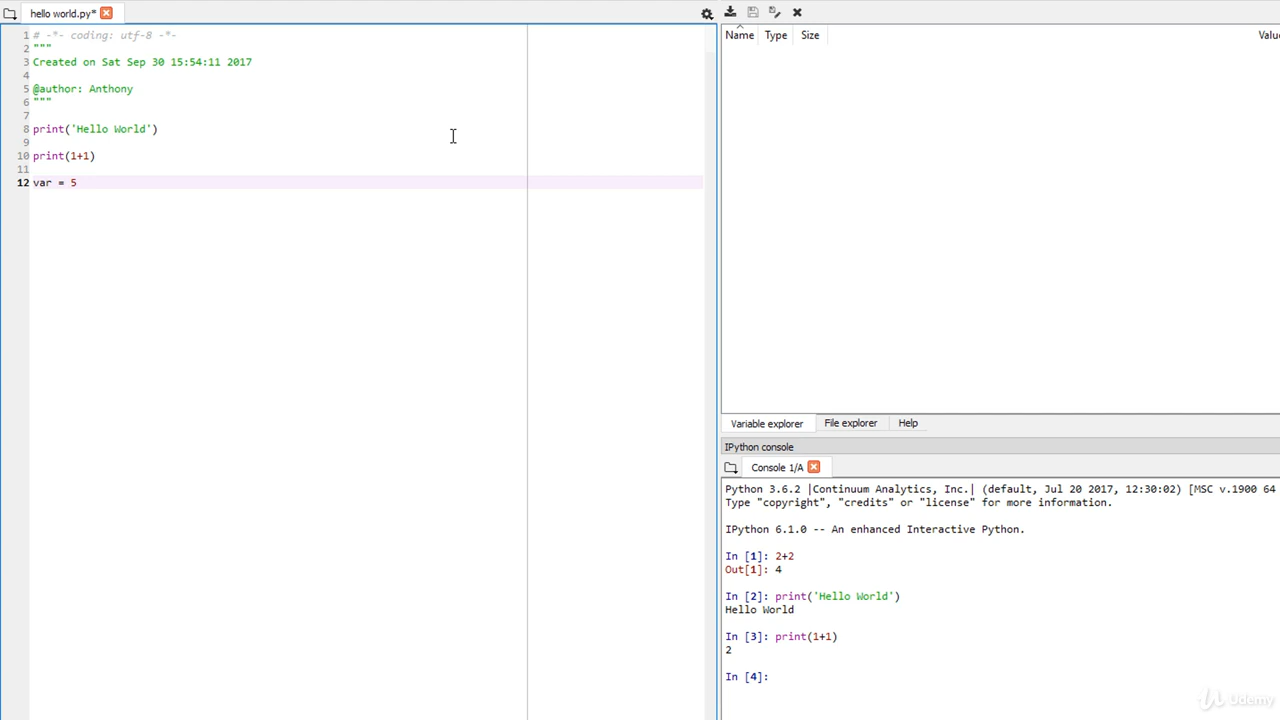 hello world.py*
1 # -*- coding: utf-8 -*-
2 """
3 Created on Sat Sep 30 15:54:11 2017
4
5 @author: Anthony
6 """
7
8 print('Hello World')
9
10 print(1+1)
11
12 var = 5
Name Type Size Valu
Variable explorer File explorer Help
IPython console
Console 1/A
Python 3.6.2 |Continuum Analytics, Inc.| (default, Jul 20 2017, 12:30:02) [MSC v.1900 64
Type "copyright", "credits" or "license" for more information.
IPython 6.1.0 -- An enhanced Interactive Python.
In [1]: 2+2
Out[1]: 4
In [2]: print('Hello World')
Hello World
In [3]: print(1+1)
2
In [4]:
Udemy